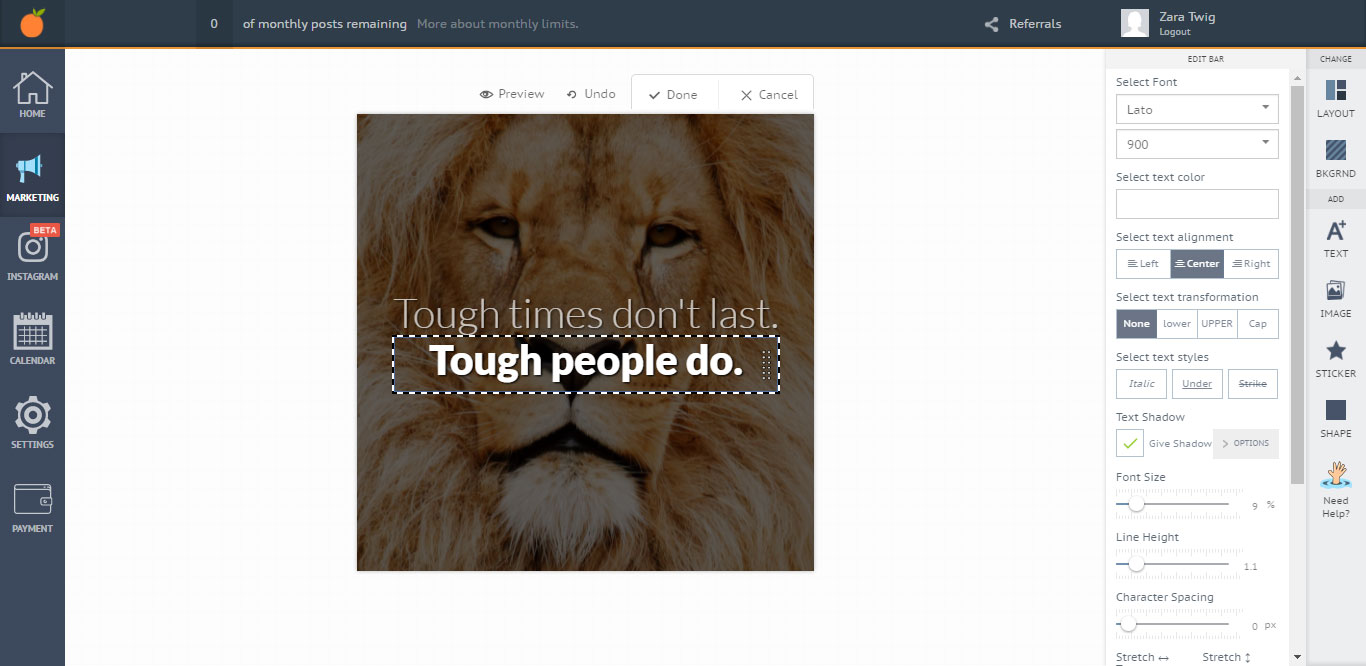 0 of monthly posts remaining More about monthly limits.
Referrals
Zara Twig
Logout
HOME
MARKETING
BETA
INSTAGRAM
CALENDAR
SETTINGS
PAYMENT
Preview Undo Done Cancel
Tough times don't last.
Tough people do.
EDIT BAR
Select Font
Lato
900
Select text color
Select text alignment
Left Center Right
Select text transformation
None lower UPPER Cap
Select text styles
Italic Under Strike
Text Shadow
Give Shadow OPTIONS
Font Size
9 %
Line Height
1.1
Character Spacing
0 px
Stretch Stretch
CHANGE
LAYOUT
BKGRND
ADD
A+
TEXT
IMAGE
STICKER
SHAPE
Need
Help?